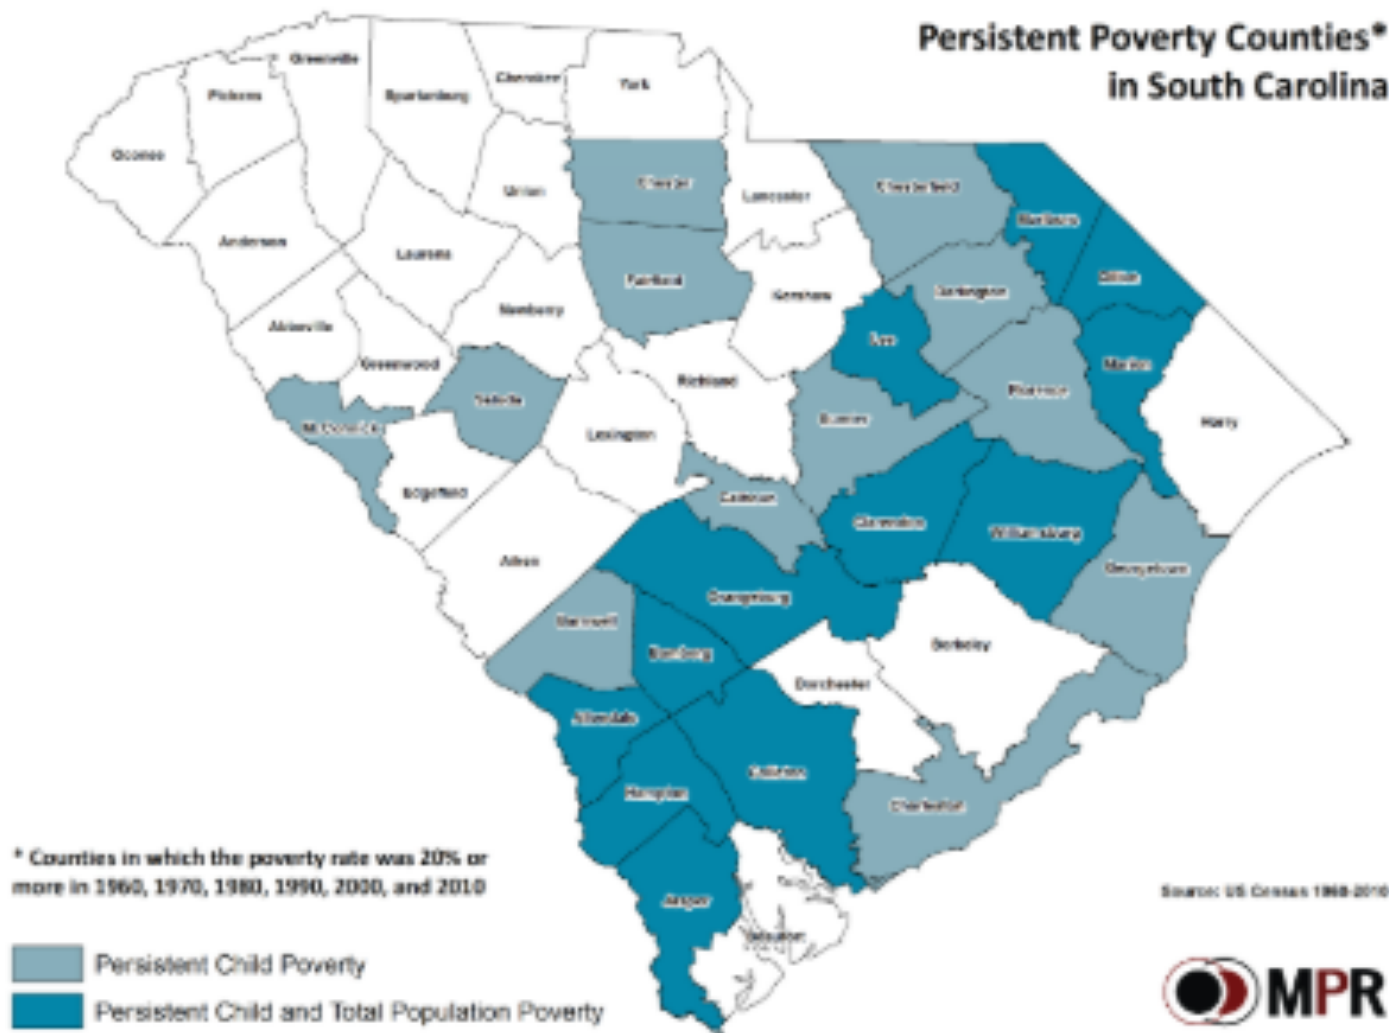 Persistent Poverty Counties*
in South Carolina
Greenville
Cherokee
York
Pickens
Spartanburg
Oconee
Union
Chester
Lancaster
Chesterfield
Marlboro
Anderson
Laurens
Fairfield
Kershaw
Darlington
Dillon
Newberry
Abbeville
Lee
Greenwood
Marion
Richland
Florence
Saluda
Sumter
Horry
McCormick
Lexington
Edgefield
Calhoun
Clarendon
Williamsburg
Aiken
Georgetown
Orangeburg
Barnwell
Bamberg
Berkeley
Dorchester
Allendale
Colleton
Hampton
Charleston
* Counties in which the poverty rate was 20% or
more in 1960, 1970, 1980, 1990, 2000, and 2010
Source: US Census 1960-2010
Jasper
Beaufort
Persistent Child Poverty
Persistent Child and Total Population Poverty
MPR